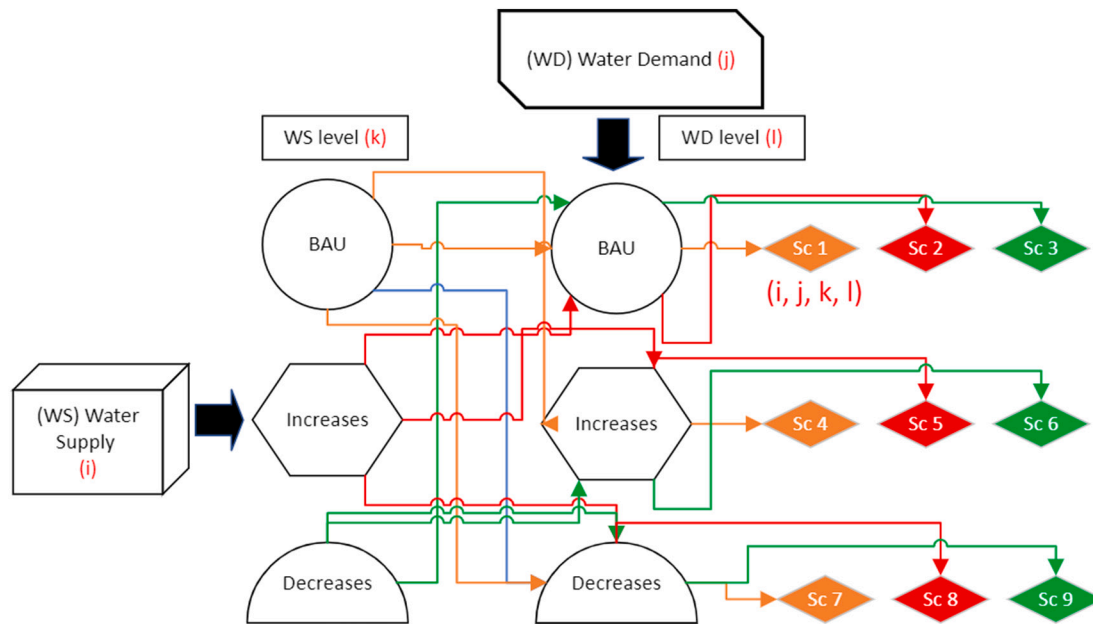 (WD) Water Demand (j)
WS level (k)
WD level (l)
BAU
BAU
Sc 1
Sc 2
Sc 3
(i, j, k, l)
(WS) Water
Supply
(i)
Increases
Increases
Sc 4
Sc 5
Sc 6
Decreases
Decreases
Sc 7
Sc 8
Sc 9